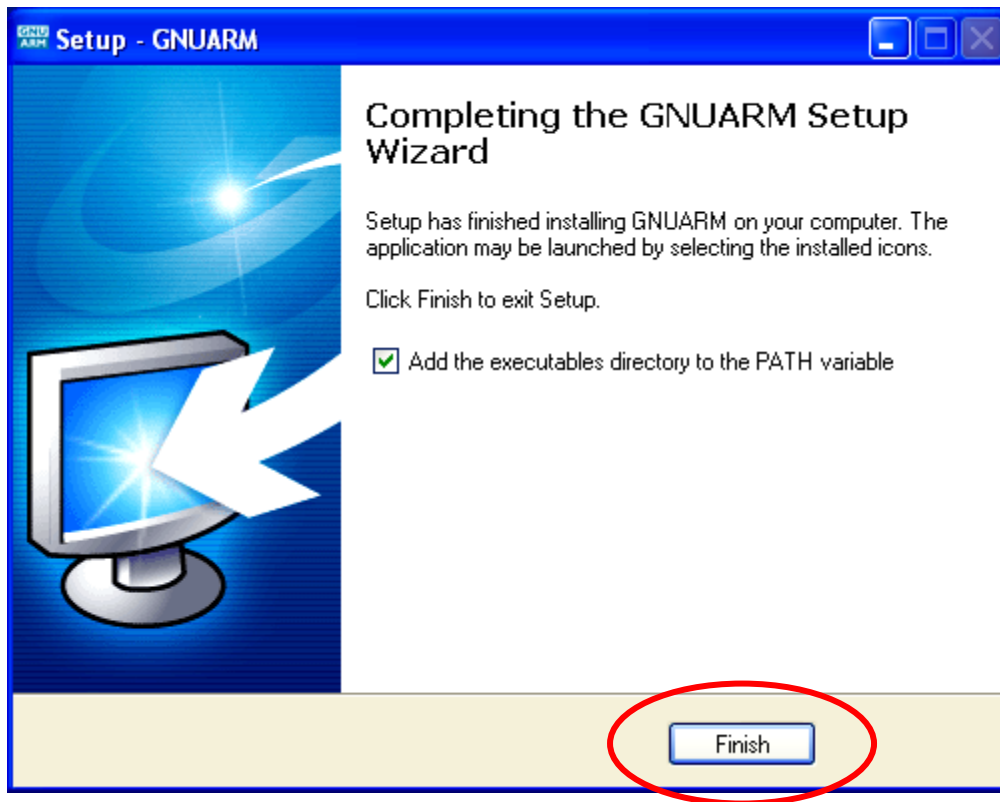 GNU
ARM
Setup - GNUARM
Completing the GNUARM Setup
Wizard
Setup has finished installing GNUARM on your computer. The
application may be launched by selecting the installed icons.
Click Finish to exit Setup.
Add the executables directory to the PATH variable
Finish